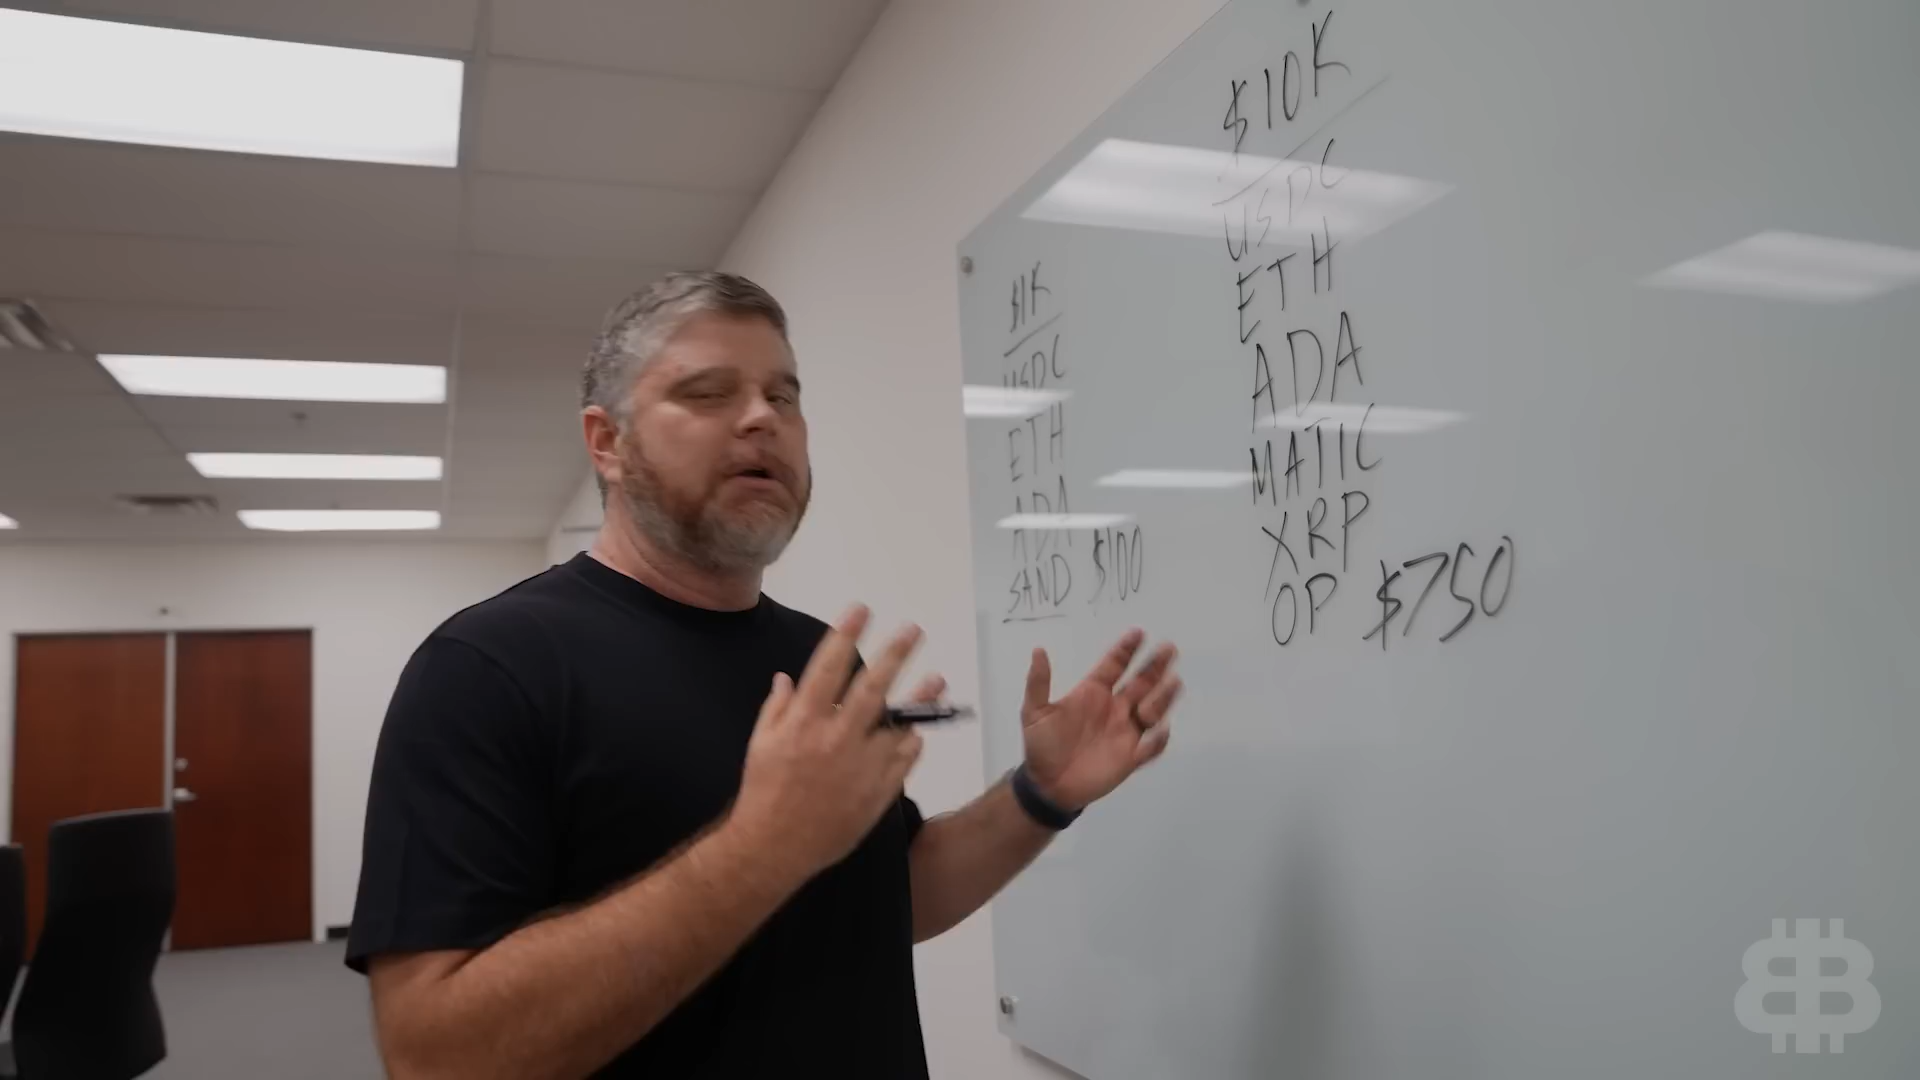 $1K
USDC
ETH
ADA
SAND $100
$10K
USDC
ETH
ADA
MATIC
XRP
OP $750